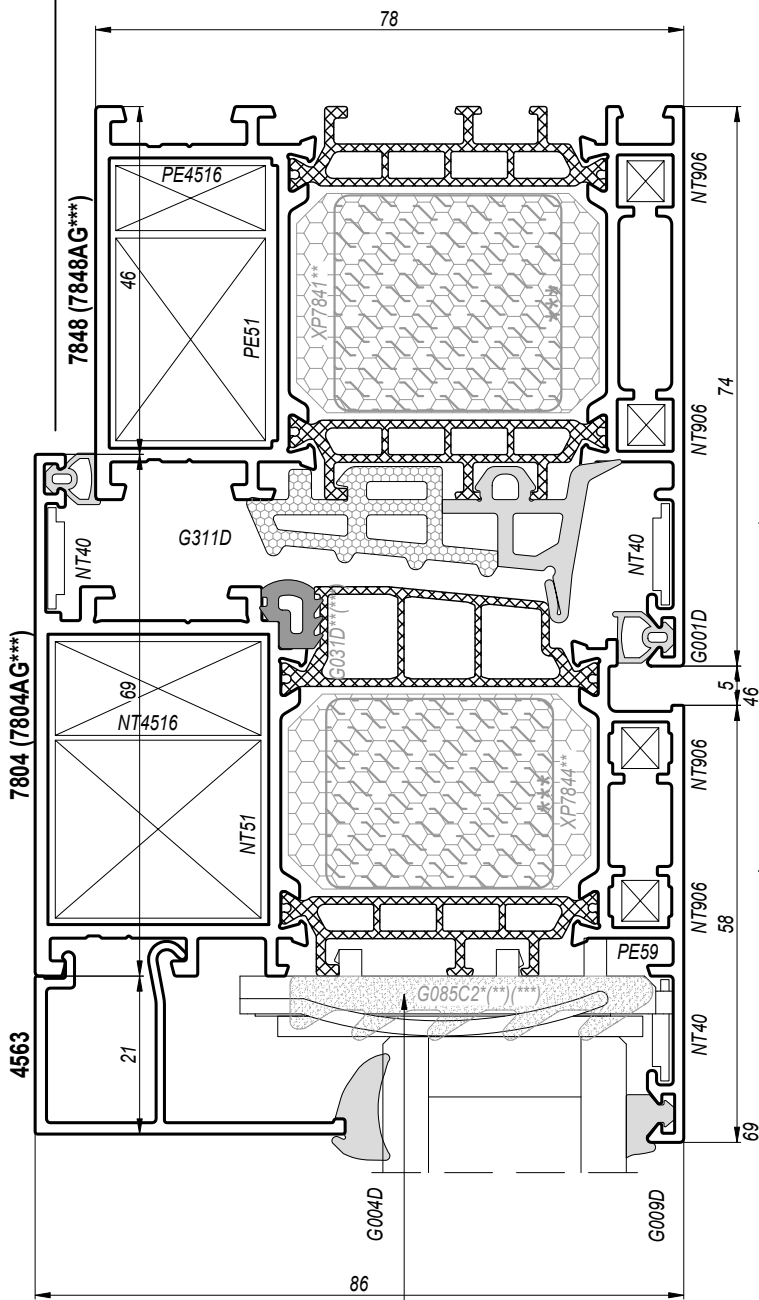 78
7848 (7848AG***)
PE4516
46
PE51
XP7841**
***
NT906
74
NT906
NT40
G311D
NT40
G031D**(***)
G001D
5
46
7804 (7804AG***)
69
NT4516
NT51
***
XP7844**
NT906
NT906
58
PE59
G085C2*(**)(***)
NT40
4563
21
69
G004D
G009D
86